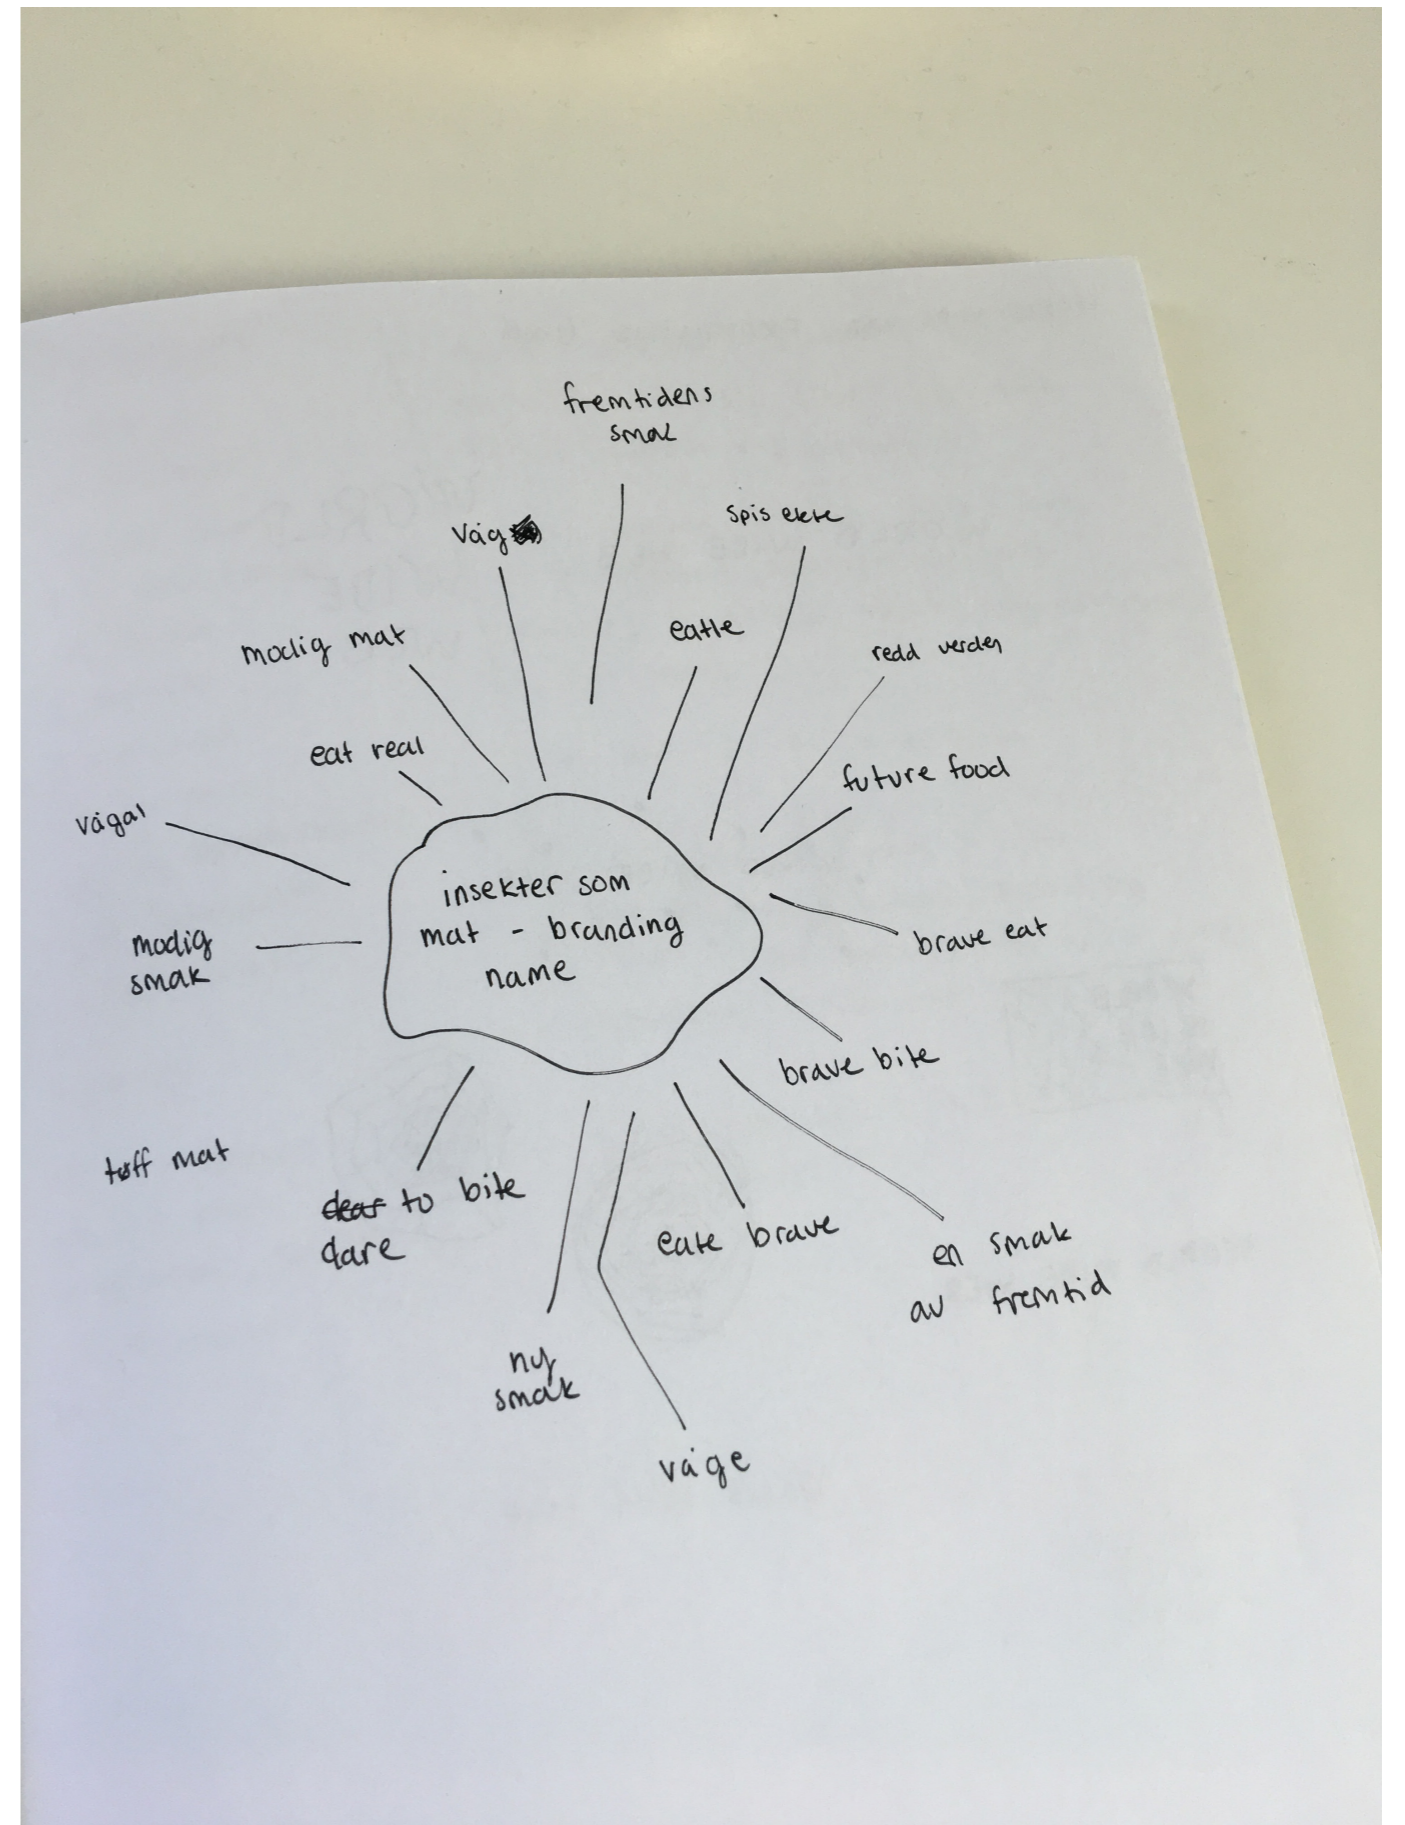 fremtidens
smak
våg
spis ekte
eatle
redd verden
modig mat
eat real
future food
vågal
insekter som
mat - branding
name
brave eat
modig
smak
brave bite
tøff mat
to bite
dare
eate brave
en smak
av fremtid
ny
smak
våge